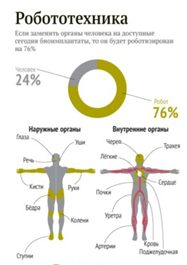 Робототехника
Если заменить органы человека на доступные
сегодня биоимплантаты, то он будет роботизирован
на 76%
Человек
24%
Робот
76%
Наружные органы
Внутренние органы
Глаза
Уши
Череп
Трахея
Речь
Лёгкие
Сердце
Кисти
Руки
Почки
Бёдра
Уретра
Колени
Артерии
Кровь
Поджелудочная
Ступни